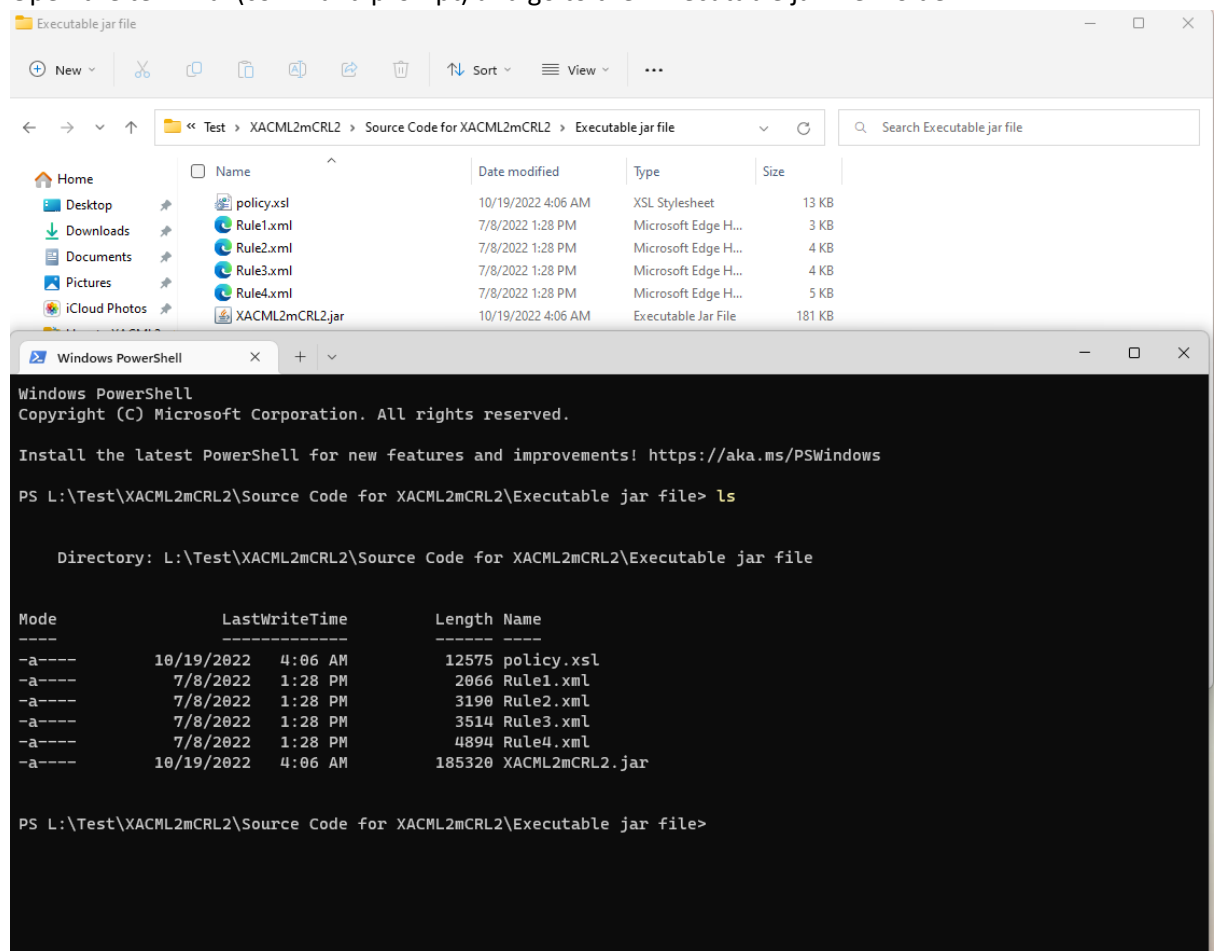 Executable jar file
New
Sort
View
Test > XACML2mCRL2 > Source Code for XACML2mCRL2 > Executable jar file
Search Executable jar file
Home
Desktop
Downloads
Documents
Pictures
iCloud Photos
Name Date modified Type Size
policy.xsl 10/19/2022 4:06 AM XSL Stylesheet 13 KB
Rule1.xml 7/8/2022 1:28 PM Microsoft Edge H... 3 KB
Rule2.xml 7/8/2022 1:28 PM Microsoft Edge H... 4 KB
Rule3.xml 7/8/2022 1:28 PM Microsoft Edge H... 4 KB
Rule4.xml 7/8/2022 1:28 PM Microsoft Edge H... 5 KB
XACML2mCRL2.jar 10/19/2022 4:06 AM Executable Jar File 181 KB
Windows PowerShell
Windows PowerShell
Copyright (C) Microsoft Corporation. All rights reserved.
Install the latest PowerShell for new features and improvements! https://aka.ms/PSWindows
PS L:\Test\XACML2mCRL2\Source Code for XACML2mCRL2\Executable jar file> ls
Directory: L:\Test\XACML2mCRL2\Source Code for XACML2mCRL2\Executable jar file
Mode LastWriteTime Length Name
---- ------------- ------ ----
-a---- 10/19/2022 4:06 AM 12575 policy.xsl
-a---- 7/8/2022 1:28 PM 2066 Rule1.xml
-a---- 7/8/2022 1:28 PM 3190 Rule2.xml
-a---- 7/8/2022 1:28 PM 3514 Rule3.xml
-a---- 7/8/2022 1:28 PM 4894 Rule4.xml
-a---- 10/19/2022 4:06 AM 185320 XACML2mCRL2.jar
PS L:\Test\XACML2mCRL2\Source Code for XACML2mCRL2\Executable jar file>